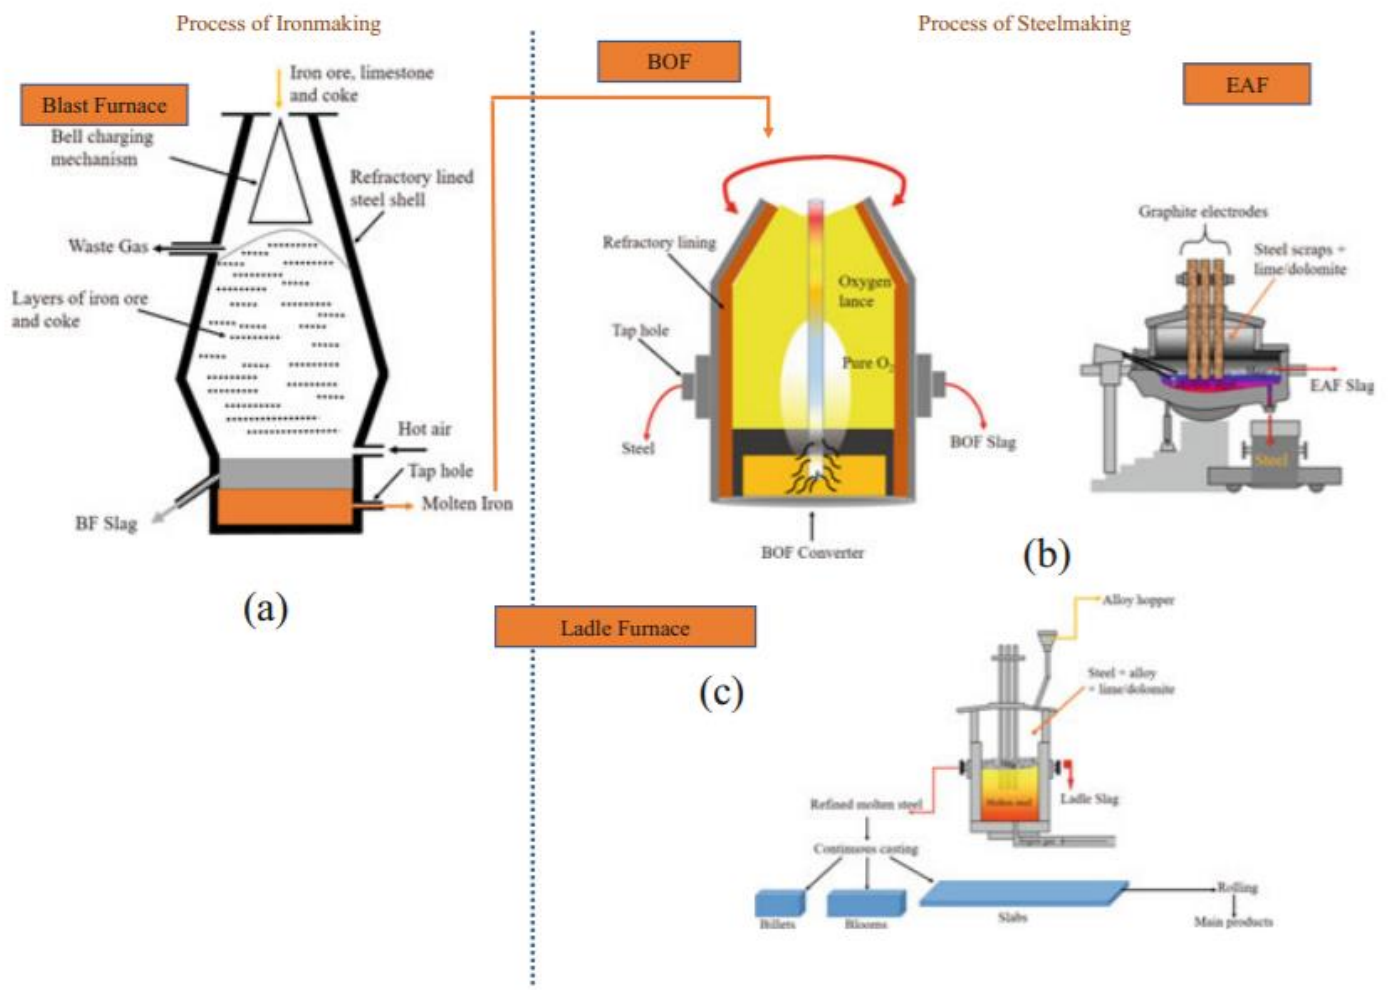 Process of Ironmaking
Process of Steelmaking
Blast Furnace
Iron ore, limestone
and coke
Bell charging
mechanism
Refractory lined
steel shell
Waste Gas
Layers of iron ore
and coke
Hot air
Tap hole
Molten Iron
BF Slag
(a)
BOF
Refractory lining
Oxygen
lance
Tap hole
Pure O₂
Steel
BOF Slag
BOF Converter
EAF
Graphite electrodes
Steel scraps +
lime/dolomite
EAF Slag
Steel
(b)
Ladle Furnace
(c)
Alloy hopper
Steel + alloy
+ lime/dolomite
Molten steel
Ladle Slag
Refined molten steel
Continuous casting
Billets
Blooms
Slabs
Rolling
Main products